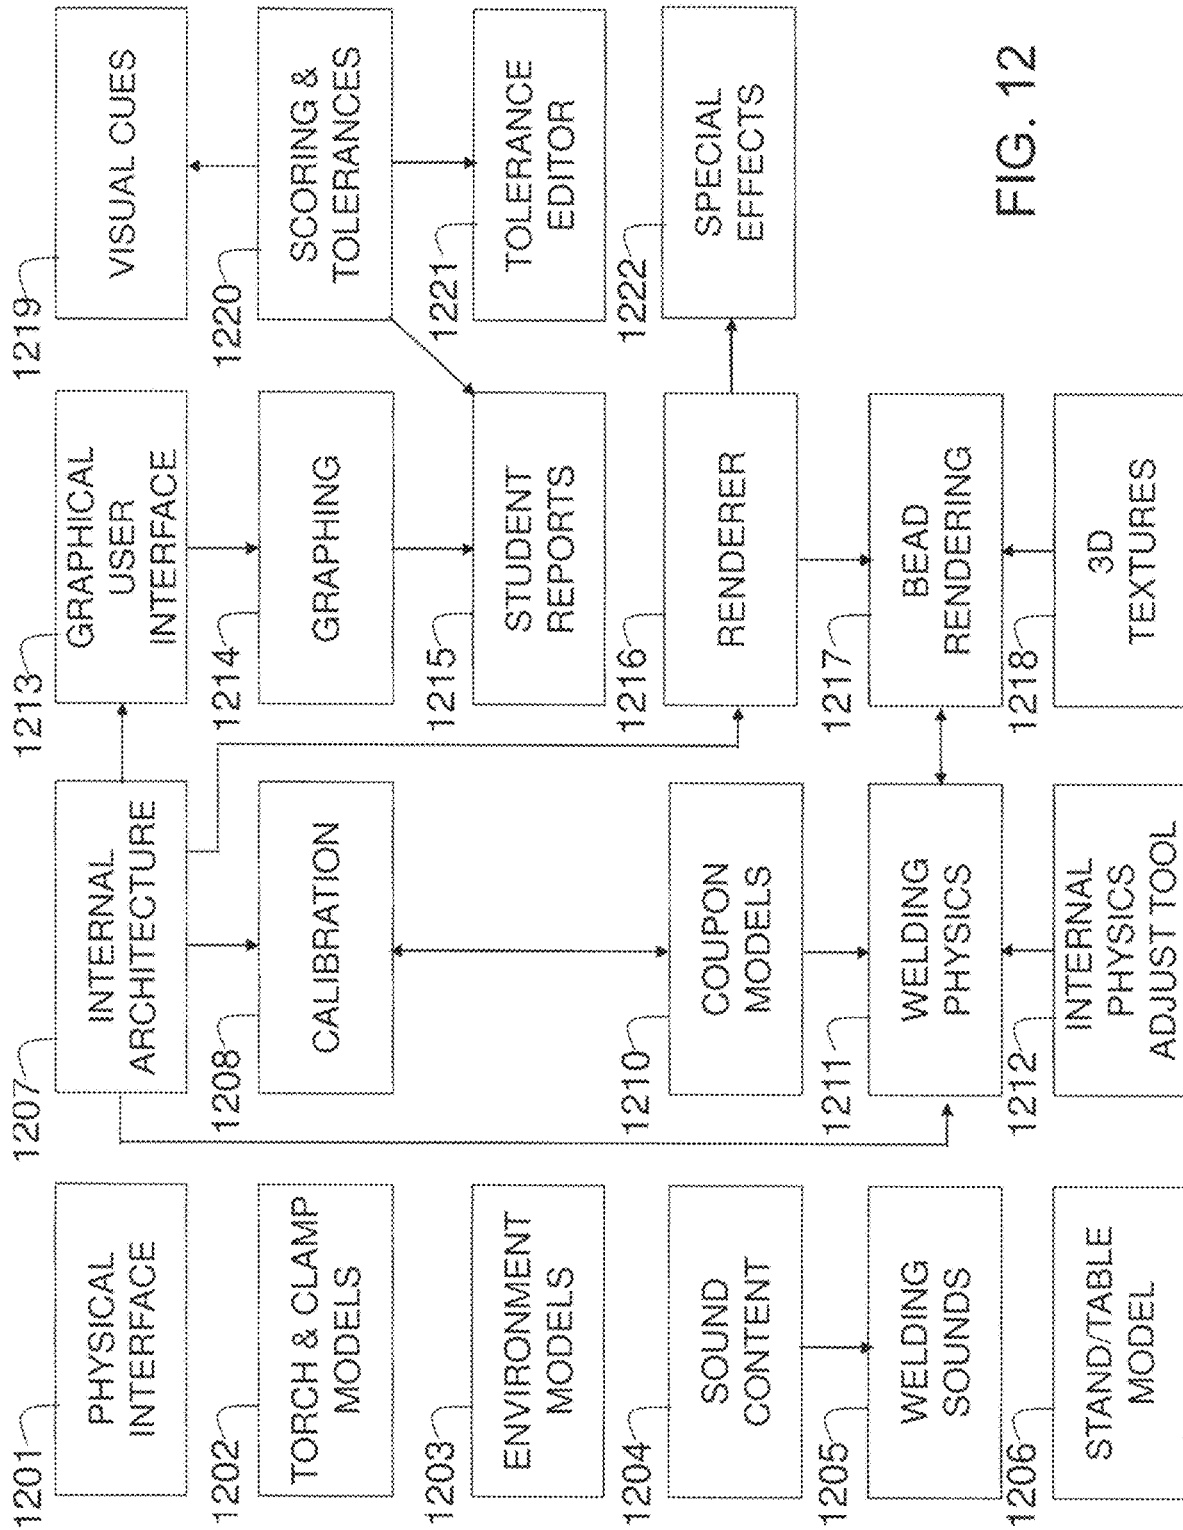 1201
PHYSICAL
INTERFACE
1202
TORCH & CLAMP
MODELS
1203
ENVIRONMENT
MODELS
1204
SOUND
CONTENT
1205
WELDING
SOUNDS
1206
STAND/TABLE
MODEL
1207
INTERNAL
ARCHITECTURE
1208
CALIBRATION
1210
COUPON
MODELS
1211
WELDING
PHYSICS
1212
INTERNAL
PHYSICS
ADJUST TOOL
1213
GRAPHICAL
USER
INTERFACE
1214
GRAPHING
1215
STUDENT
REPORTS
1216
RENDERER
1217
BEAD
RENDERING
1218
3D
TEXTURES
1219
VISUAL CUES
1220
SCORING &
TOLERANCES
1221
TOLERANCE
EDITOR
1222
SPECIAL
EFFECTS
FIG. 12